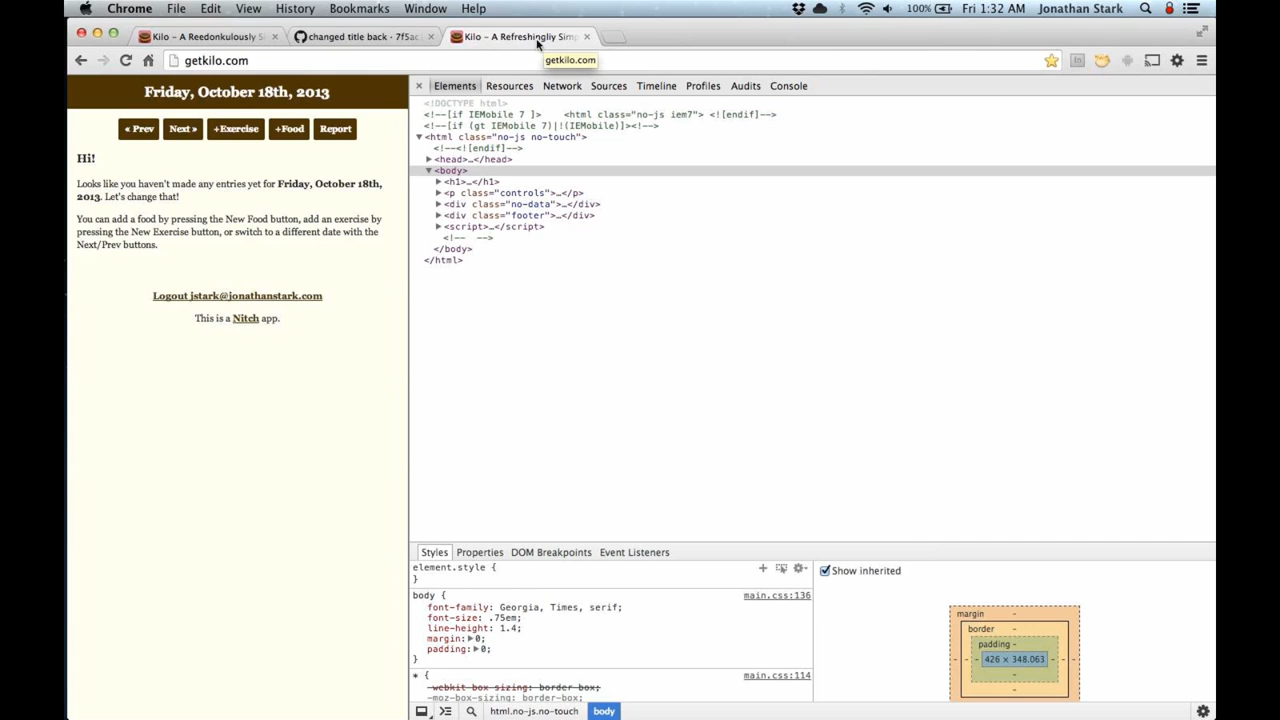 Chrome File Edit View History Bookmarks Window Help 100% Fri 1:32 AM Jonathan Stark
Kilo – A Reedonkulously Si × changed title back · 7f5ac × Kilo – A Refreshingliy Simp ×
getkilo.com
getkilo.com
Friday, October 18th, 2013
« Prev Next » +Exercise +Food Report
Hi!
Looks like you haven't made any entries yet for Friday, October 18th,
2013. Let's change that!
You can add a food by pressing the New Food button, add an exercise by
pressing the New Exercise button, or switch to a different date with the
Next/Prev buttons.
Logout jstark@jonathanstark.com
This is a Nitch app.
× Elements Resources Network Sources Timeline Profiles Audits Console
<!DOCTYPE html>
<!--[if IEMobile 7 ]> <html class="no-js iem7"> <![endif]-->
<!--[if (gt IEMobile 7)|!(IEMobile)]><!-->
▼<html class="no-js no-touch">
<!--<![endif]-->
▶<head>…</head>
▼<body>
▶<h1>…</h1>
▶<p class="controls">…</p>
▶<div class="no-data">…</div>
▶<div class="footer">…</div>
▶<script>…</script>
<!-- -->
</body>
</html>
Styles Properties DOM Breakpoints Event Listeners
element.style {
}
body { main.css:136
font-family: Georgia, Times, serif;
font-size: .75em;
line-height: 1.4;
margin:▶0;
padding:▶0;
}
* { main.css:114
-webkit-box-sizing: border-box;
-moz-box-sizing: border-box;
Show inherited
margin -
border -
padding -
- - - 426 × 348.063 - - -
-
-
html.no-js.no-touch body